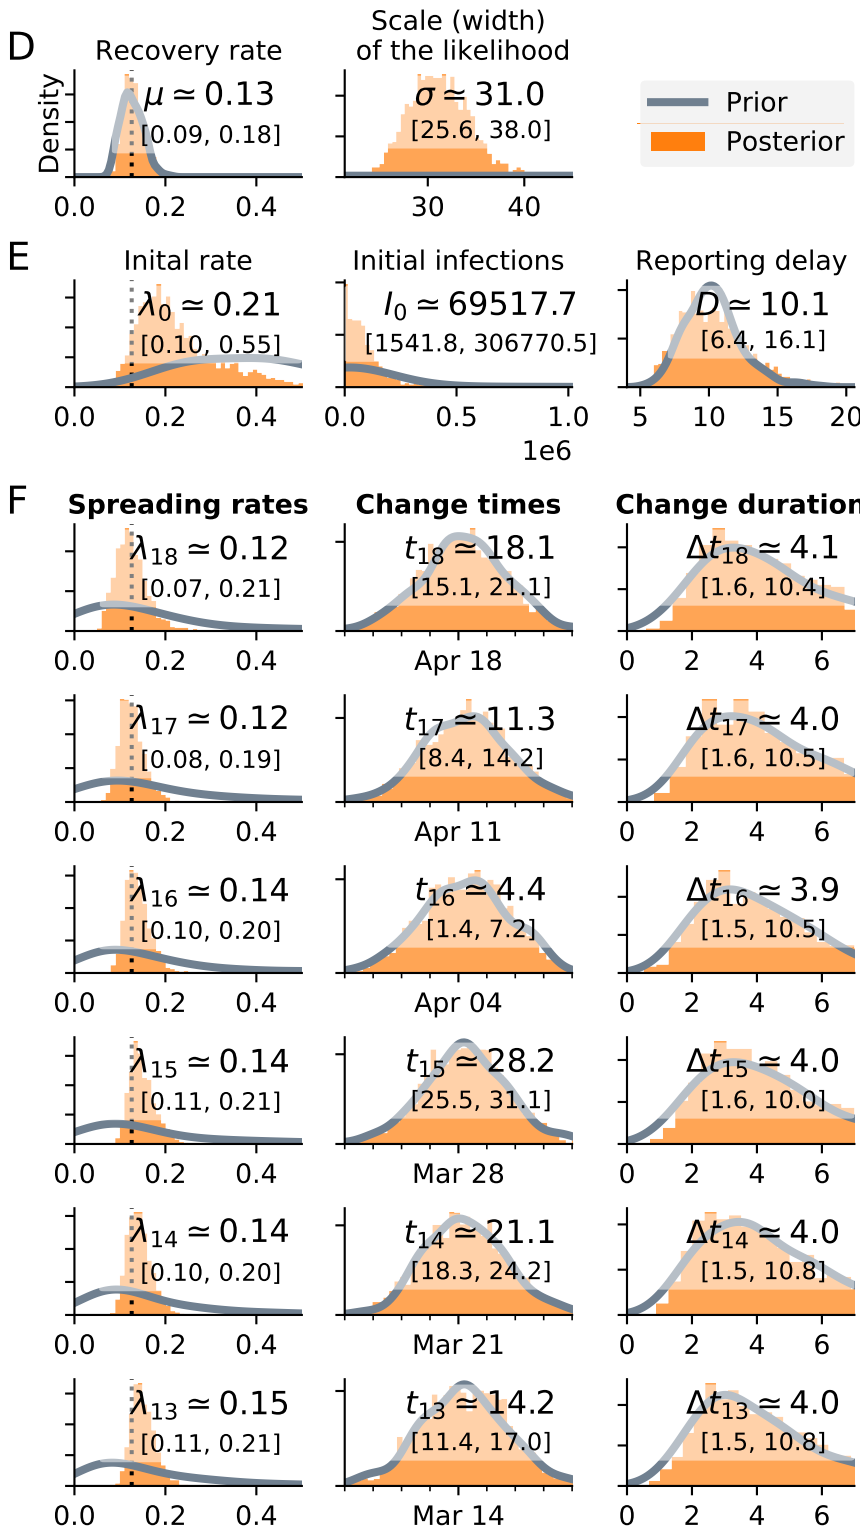 D
Recovery rate
Scale (width)
of the likelihood
Density
μ ≃ 0.13
[0.09, 0.18]
σ ≃ 31.0
[25.6, 38.0]
Prior
Posterior
0.0 0.2 0.4
30 40
E
Inital rate
Initial infections
Reporting delay
λ0 ≃ 0.21
[0.10, 0.55]
I0 ≃ 69517.7
[1541.8, 306770.5]
D ≃ 10.1
[6.4, 16.1]
0.0 0.2 0.4
0.0 0.5 1.0
1e6
5 10 15 20
F
Spreading rates
Change times
Change duration
λ18 ≃ 0.12
[0.07, 0.21]
t18 ≃ 18.1
[15.1, 21.1]
Δt18 ≃ 4.1
[1.6, 10.4]
0.0 0.2 0.4
Apr 18
0 2 4 6
λ17 ≃ 0.12
[0.08, 0.19]
t17 ≃ 11.3
[8.4, 14.2]
Δt17 ≃ 4.0
[1.6, 10.5]
0.0 0.2 0.4
Apr 11
0 2 4 6
λ16 ≃ 0.14
[0.10, 0.20]
t16 ≃ 4.4
[1.4, 7.2]
Δt16 ≃ 3.9
[1.5, 10.5]
0.0 0.2 0.4
Apr 04
0 2 4 6
λ15 ≃ 0.14
[0.11, 0.21]
t15 ≃ 28.2
[25.5, 31.1]
Δt15 ≃ 4.0
[1.6, 10.0]
0.0 0.2 0.4
Mar 28
0 2 4 6
λ14 ≃ 0.14
[0.10, 0.20]
t14 ≃ 21.1
[18.3, 24.2]
Δt14 ≃ 4.0
[1.5, 10.8]
0.0 0.2 0.4
Mar 21
0 2 4 6
λ13 ≃ 0.15
[0.11, 0.21]
t13 ≃ 14.2
[11.4, 17.0]
Δt13 ≃ 4.0
[1.5, 10.8]
0.0 0.2 0.4
Mar 14
0 2 4 6